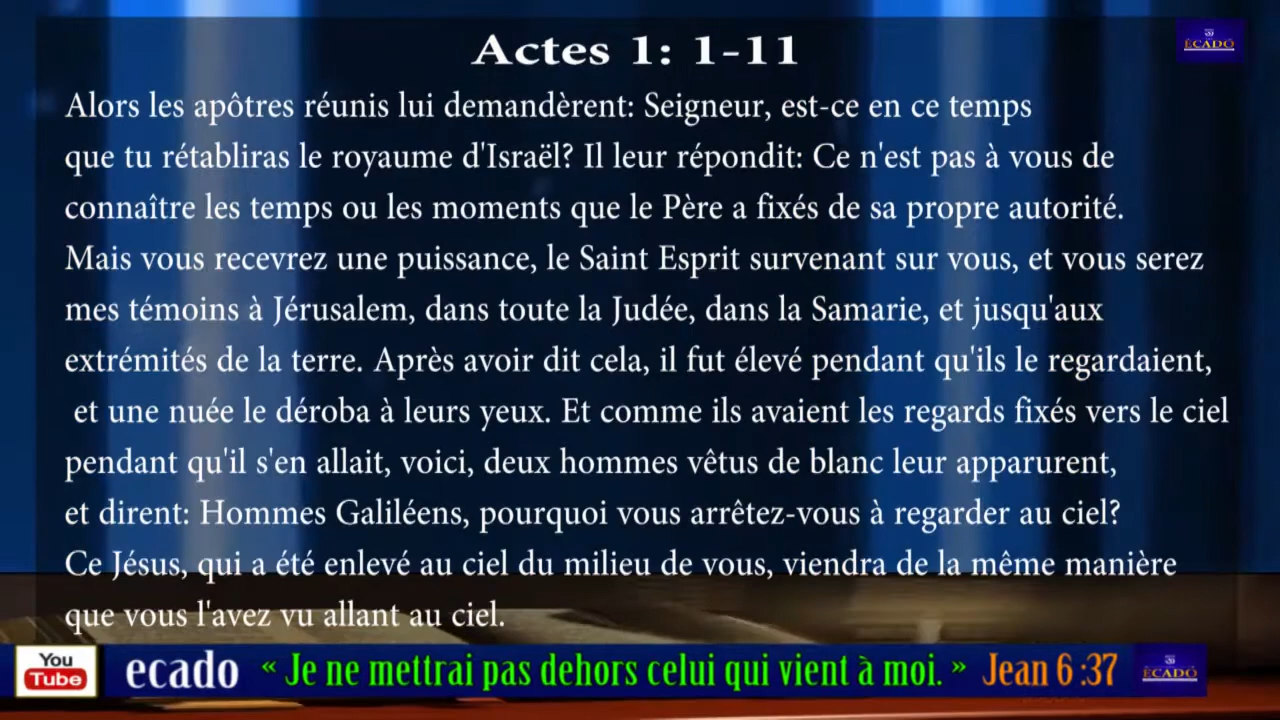 Actes 1: 1-11
ÉCADÓ
Alors les apôtres réunis lui demandèrent: Seigneur, est-ce en ce temps
que tu rétabliras le royaume d'Israël? Il leur répondit: Ce n'est pas à vous de
connaître les temps ou les moments que le Père a fixés de sa propre autorité.
Mais vous recevrez une puissance, le Saint Esprit survenant sur vous, et vous serez
mes témoins à Jérusalem, dans toute la Judée, dans la Samarie, et jusqu'aux
extrémités de la terre. Après avoir dit cela, il fut élevé pendant qu'ils le regardaient,
et une nuée le déroba à leurs yeux. Et comme ils avaient les regards fixés vers le ciel
pendant qu'il s'en allait, voici, deux hommes vêtus de blanc leur apparurent,
et dirent: Hommes Galiléens, pourquoi vous arrêtez-vous à regarder au ciel?
Ce Jésus, qui a été enlevé au ciel du milieu de vous, viendra de la même manière
que vous l'avez vu allant au ciel.
You Tube ecado « Je ne mettrai pas dehors celui qui vient à moi. » Jean 6 :37 ÉCADÓ